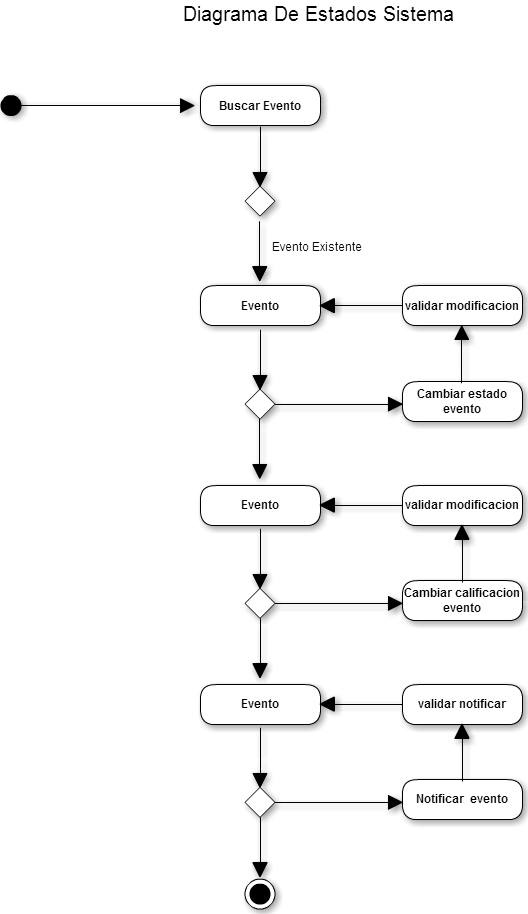 Diagrama De Estados Sistema
Buscar Evento
Evento Existente
Evento
validar modificacion
Cambiar estado
evento
Evento
validar modificacion
Cambiar calificacion
evento
Evento
validar notificar
Notificar evento